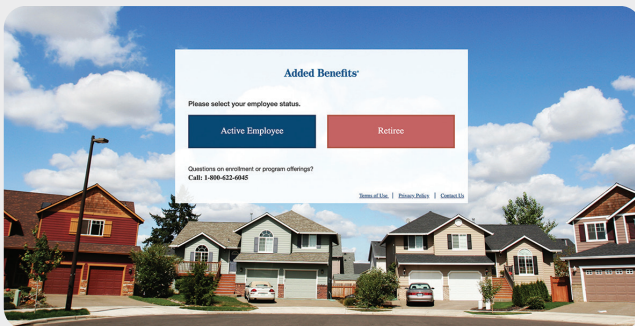 Added Benefits®
Please select your employee status.
Active Employee
Retiree
Questions on enrollment or program offerings?
Call: 1-800-622-6045
Terms of Use | Privacy Policy | Contact Us